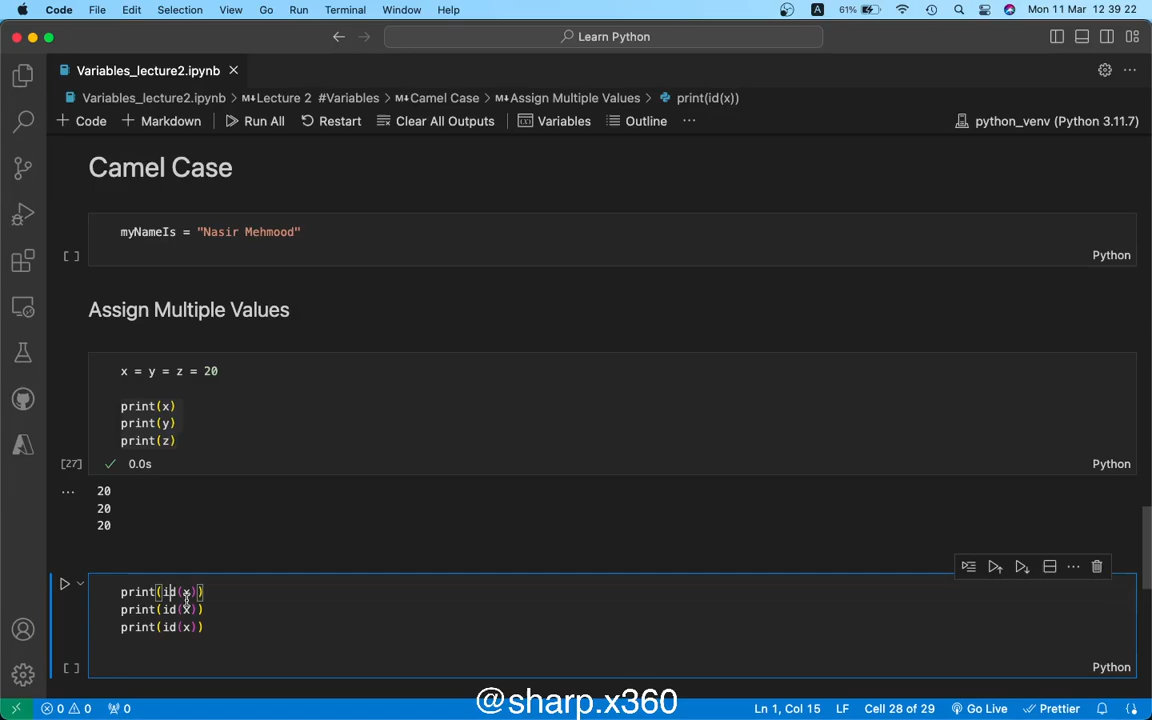 Code File Edit Selection View Go Run Terminal Window Help A 61% Mon 11 Mar 12 39 22
Learn Python
Variables_lecture2.ipynb
Variables_lecture2.ipynb > M↓Lecture 2 #Variables > M↓Camel Case > M↓Assign Multiple Values > print(id(x))
+ Code + Markdown Run All Restart Clear All Outputs Variables Outline ... python_venv (Python 3.11.7)
Camel Case
myNameIs = "Nasir Mehmood"
[ ] Python
Assign Multiple Values
x = y = z = 20
print(x)
print(y)
print(z)
[27] ✓ 0.0s Python
... 20
20
20
print(id(x))
print(id(x))
print(id(x))
[ ] Python
@sharp.x360
0 0 0 Ln 1, Col 15 LF Cell 28 of 29 Go Live Prettier